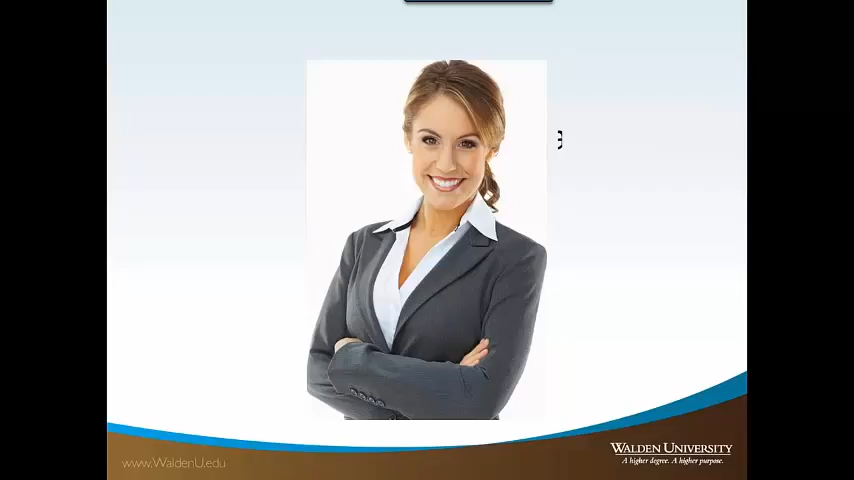 www.WaldenU.edu
WALDEN UNIVERSITY
A higher degree. A higher purpose.